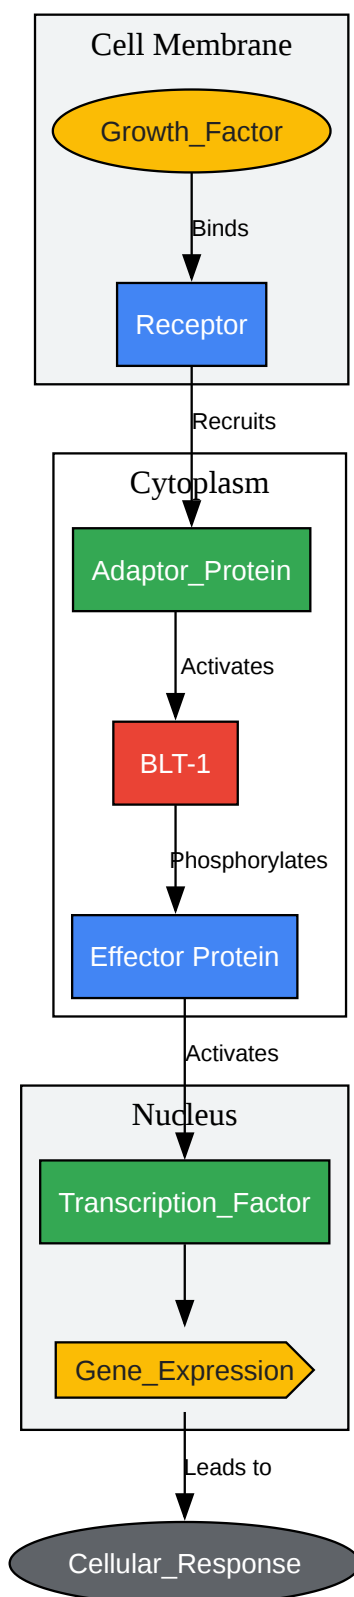 Cell Membrane
Growth_Factor
Binds
Receptor
Recruits
Cytoplasm
Adaptor_Protein
Activates
BLT-1
Phosphorylates
Effector Protein
Activates
Nucleus
Transcription_Factor
Gene_Expression
Leads to
Cellular_Response